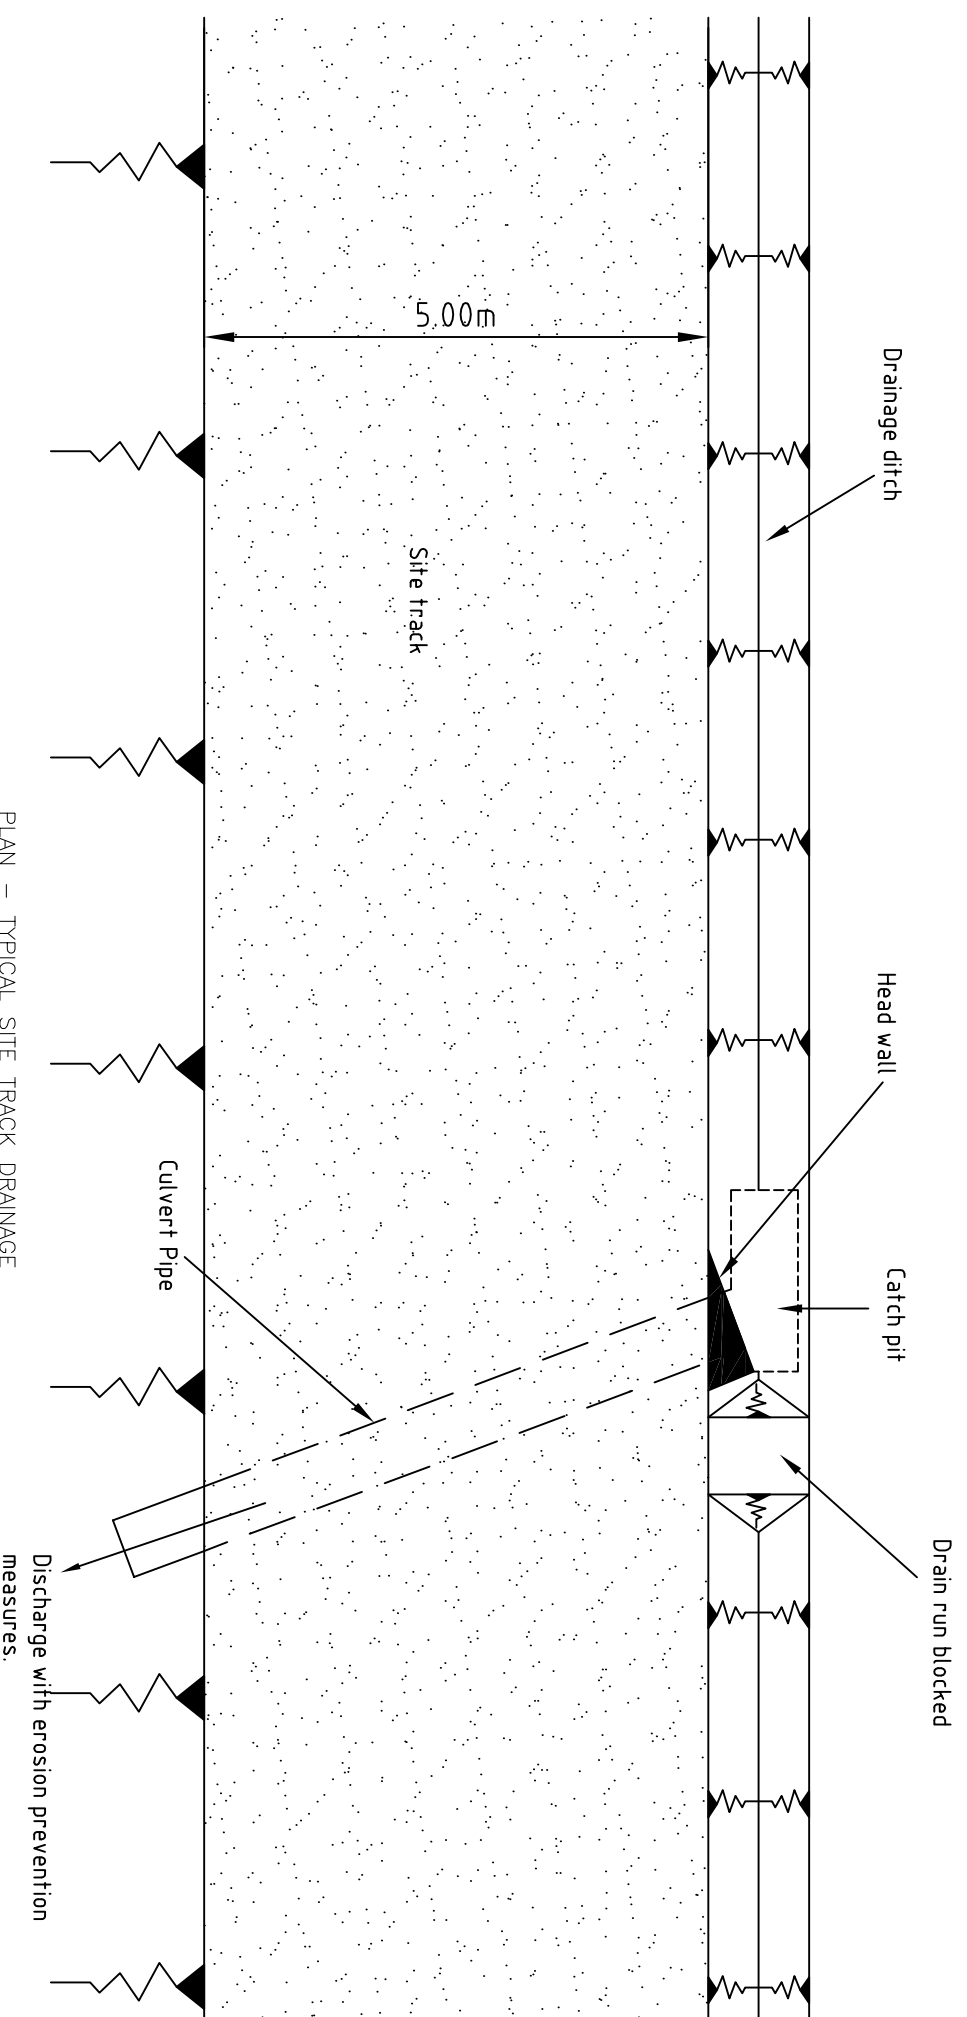 Drain run blocked
Drainage ditch
Head wall
Catch pit
5.00m
Site track
Culvert Pipe
Discharge with erosion prevention
measures.
PLAN - TYPICAL SITE TRACK DRAINAGE